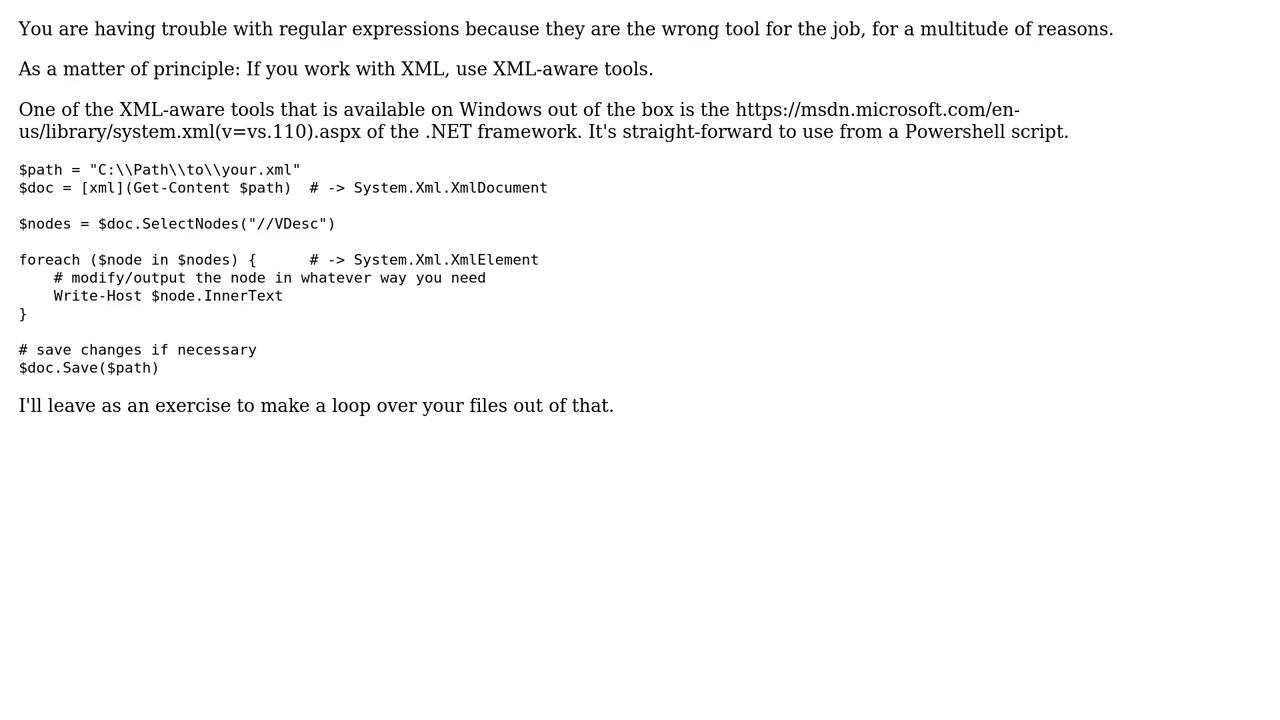 You are having trouble with regular expressions because they are the wrong tool for the job, for a multitude of reasons.
As a matter of principle: If you work with XML, use XML-aware tools.
One of the XML-aware tools that is available on Windows out of the box is the https://msdn.microsoft.com/en-
us/library/system.xml(v=vs.110).aspx of the .NET framework. It's straight-forward to use from a Powershell script.
$path = "C:\\Path\\to\\your.xml"
$doc = [xml](Get-Content $path)  # -> System.Xml.XmlDocument
$nodes = $doc.SelectNodes("//VDesc")
foreach ($node in $nodes) {      # -> System.Xml.XmlElement
    # modify/output the node in whatever way you need
    Write-Host $node.InnerText
}
# save changes if necessary
$doc.Save($path)
I'll leave as an exercise to make a loop over your files out of that.